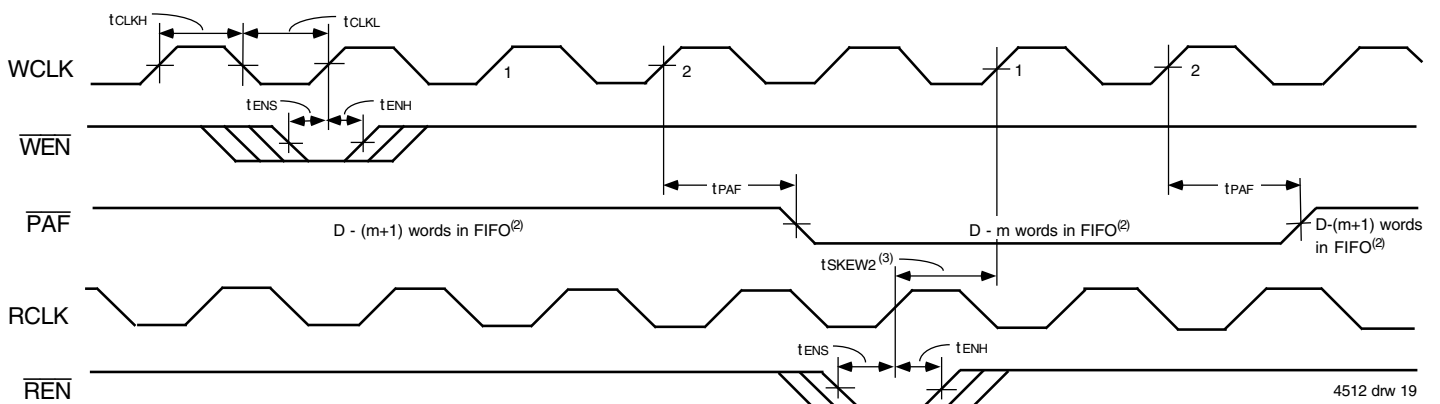 tCLKH
tCLKL
WCLK
1
2
1
2
tENS
tENH
WEN
tPAF
tPAF
PAF
D - (m+1) words in FIFO(2)
D - m words in FIFO(2)
D-(m+1) words
in FIFO(2)
tSKEW2(3)
RCLK
tENS
tENH
REN
4512 drw 19